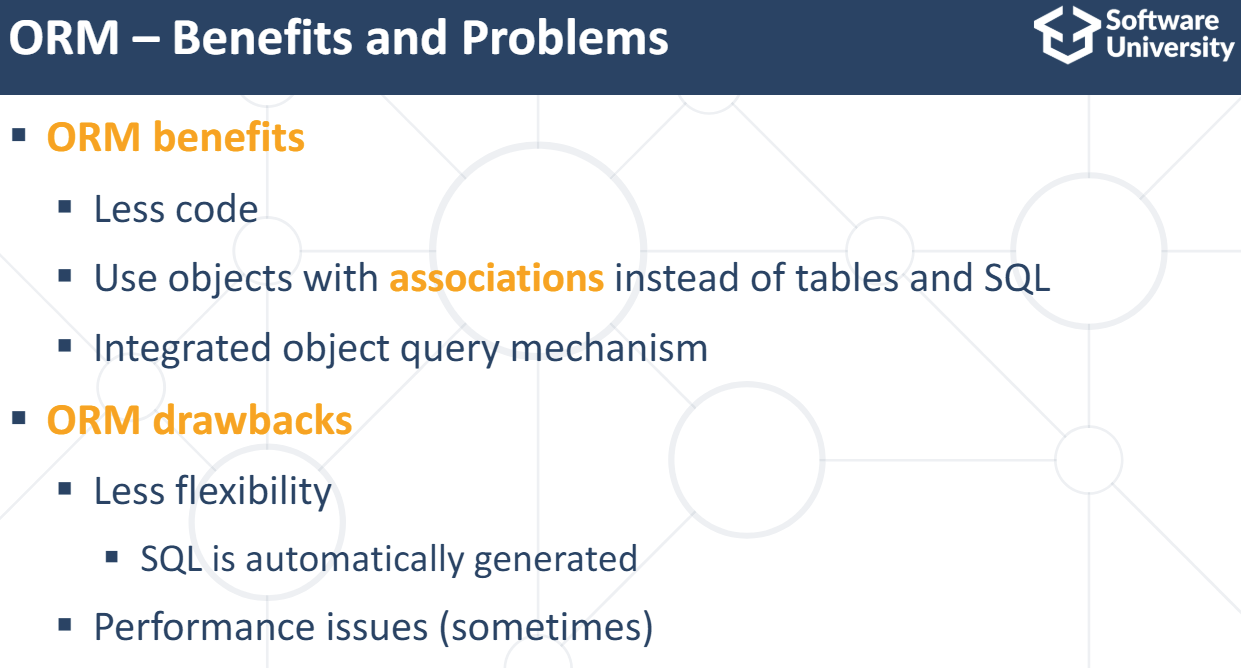 ORM – Benefits and Problems
Software
University
▪ ORM benefits
▪ Less code
▪ Use objects with associations instead of tables and SQL
▪ Integrated object query mechanism
▪ ORM drawbacks
▪ Less flexibility
▪ SQL is automatically generated
▪ Performance issues (sometimes)